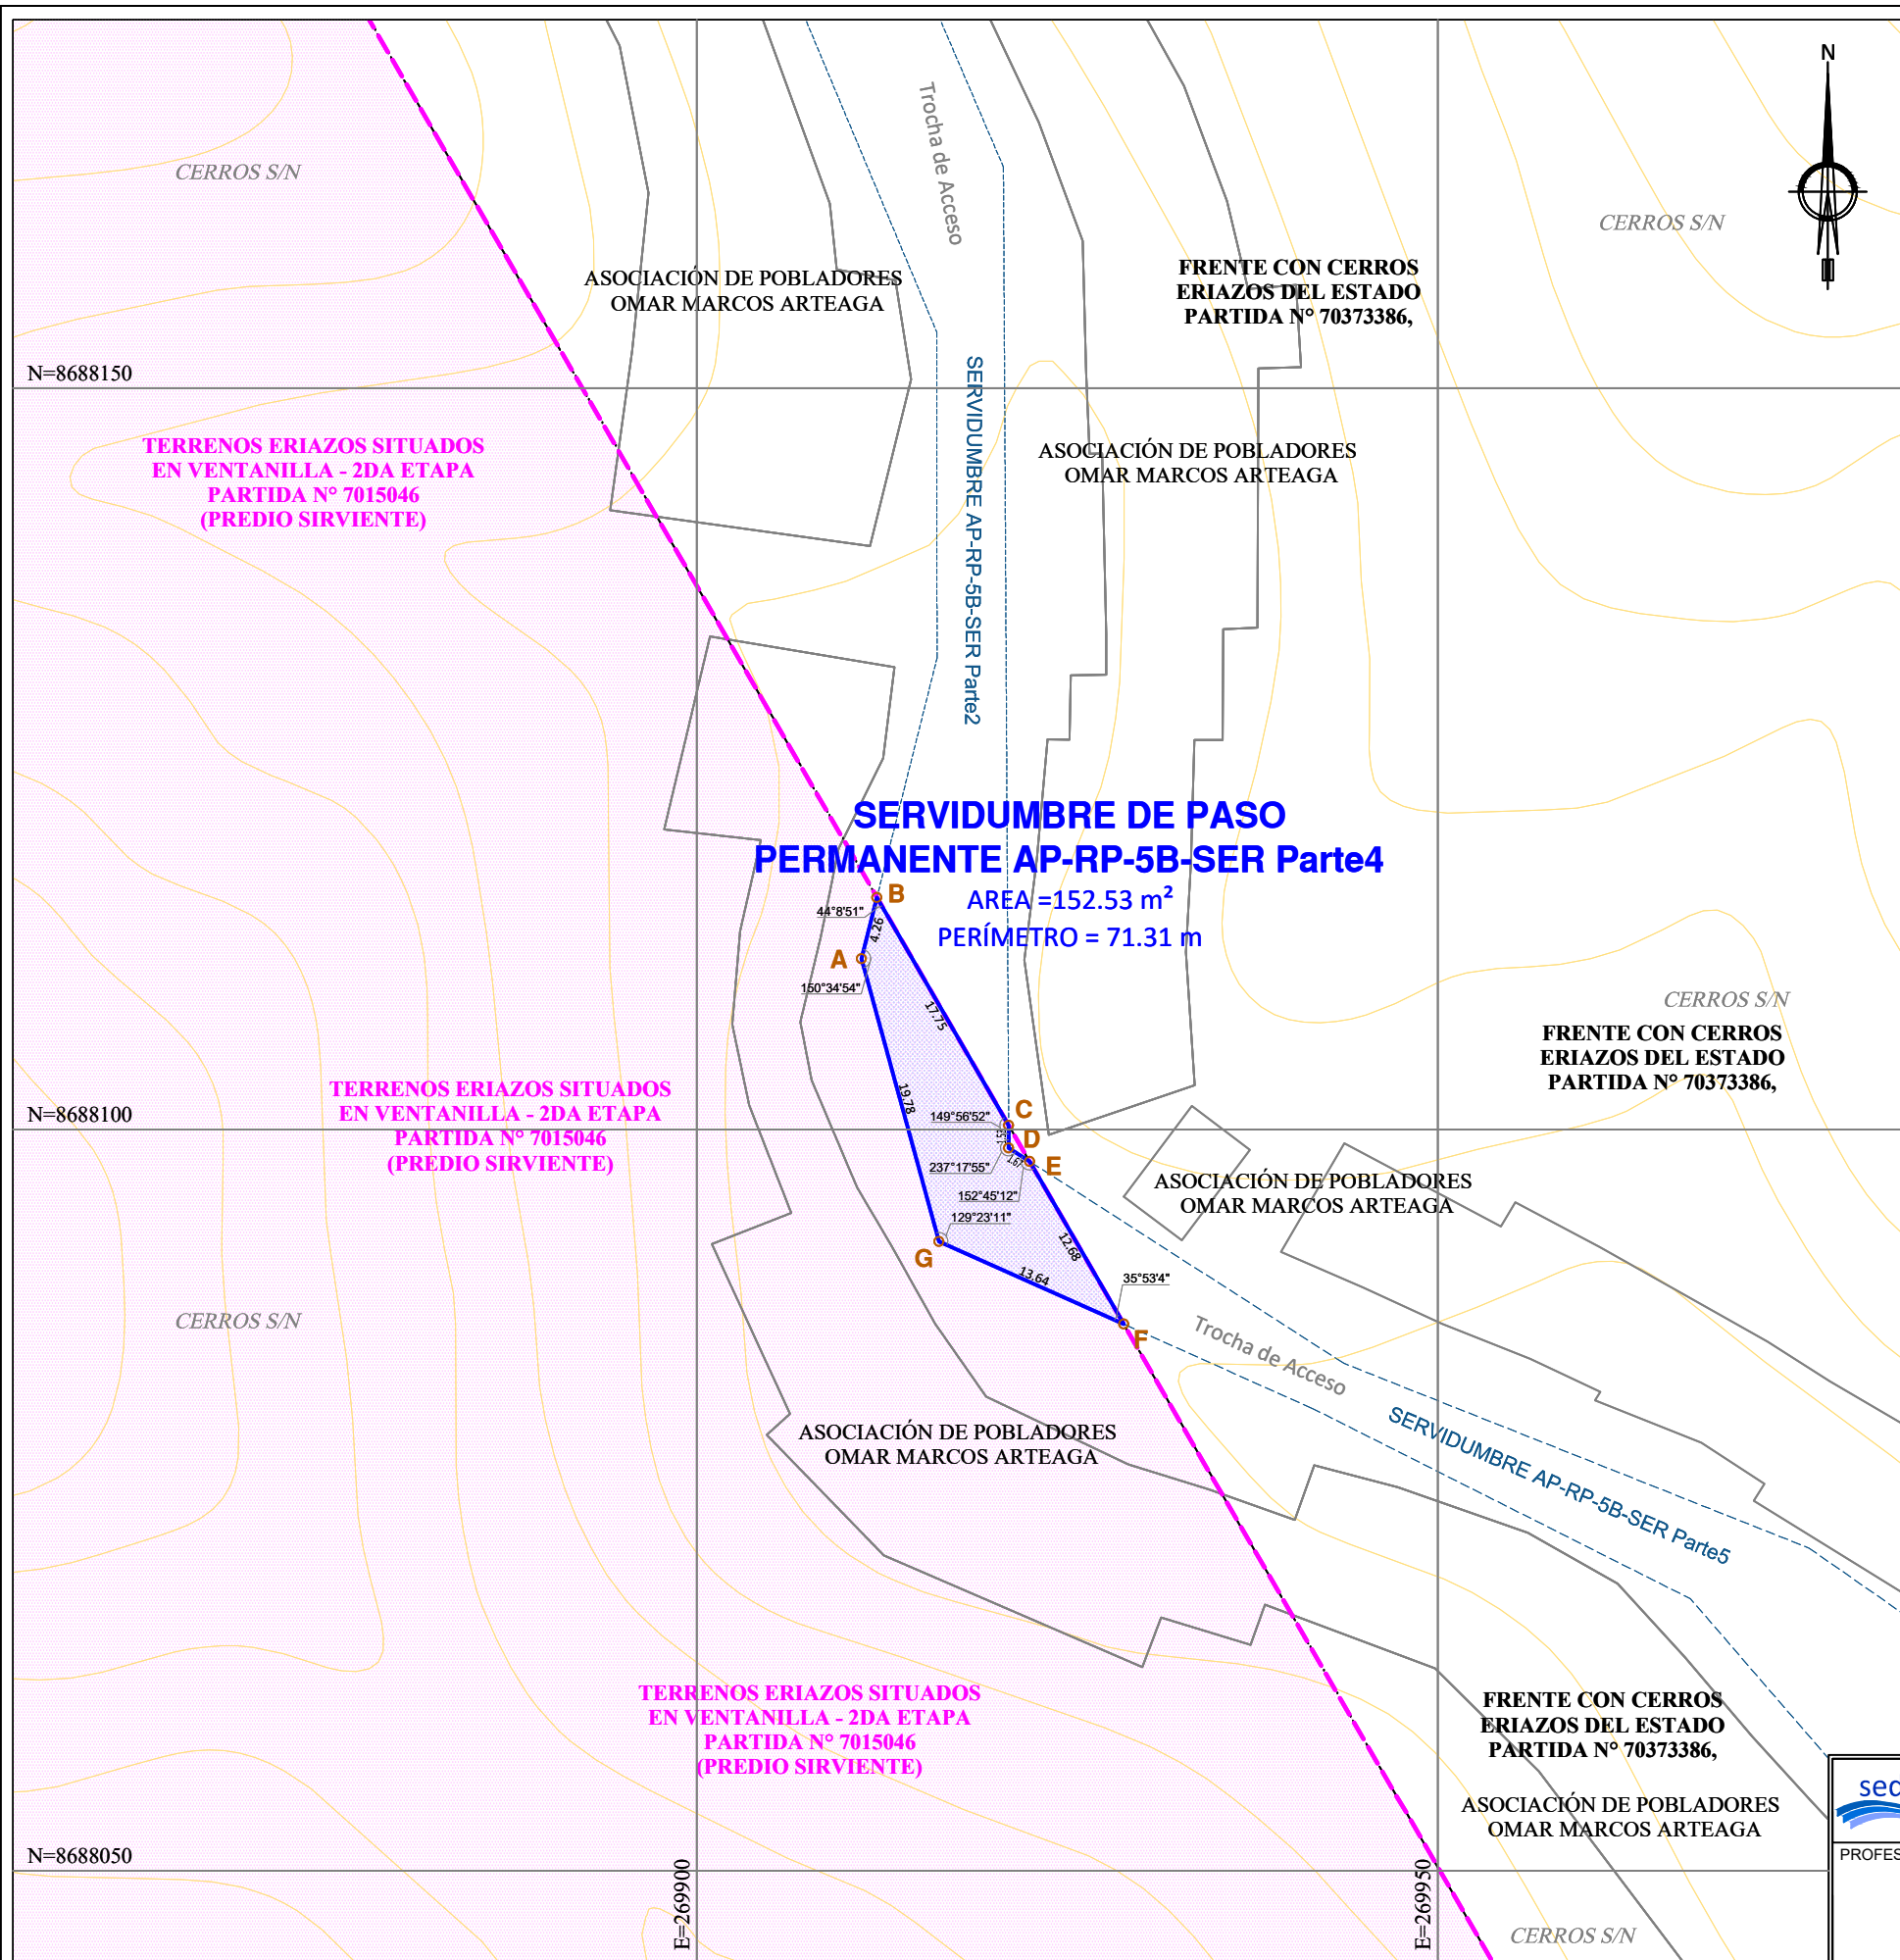 N
Trocha de Acceso
CERROS S/N
CERROS S/N
ASOCIACIÓN DE POBLADORES
OMAR MARCOS ARTEAGA
FRENTE CON CERROS
ERIAZOS DEL ESTADO
PARTIDA N° 70373386,
N=8688150
TERRENOS ERIAZOS SITUADOS
EN VENTANILLA - 2DA ETAPA
PARTIDA N° 7015046
(PREDIO SIRVIENTE)
SERVIDUMBRE AP-RP-5B-SER Parte2
ASOCIACIÓN DE POBLADORES
OMAR MARCOS ARTEAGA
SERVIDUMBRE DE PASO
PERMANENTE AP-RP-5B-SER Parte4
AREA =152.53 m²
PERÍMETRO = 71.31 m
B
44°8'51"
4.26
A
150°34'54"
17.75
CERROS S/N
FRENTE CON CERROS
ERIAZOS DEL ESTADO
PARTIDA N° 70373386,
TERRENOS ERIAZOS SITUADOS
EN VENTANILLA - 2DA ETAPA
PARTIDA N° 7015046
(PREDIO SIRVIENTE)
N=8688100
19.78
149°56'52"
C
D
1.67
E
237°17'55"
152°45'12"
129°23'11"
G
12.68
13.64
35°53'4"
F
ASOCIACIÓN DE POBLADORES
OMAR MARCOS ARTEAGA
CERROS S/N
Trocha de Acceso
SERVIDUMBRE AP-RP-5B-SER Parte5
ASOCIACIÓN DE POBLADORES
OMAR MARCOS ARTEAGA
TERRENOS ERIAZOS SITUADOS
EN VENTANILLA - 2DA ETAPA
PARTIDA N° 7015046
(PREDIO SIRVIENTE)
FRENTE CON CERROS
ERIAZOS DEL ESTADO
PARTIDA N° 70373386,
ASOCIACIÓN DE POBLADORES
OMAR MARCOS ARTEAGA
N=8688050
E=269900
E=269950
CERROS S/N
sed
PROFES